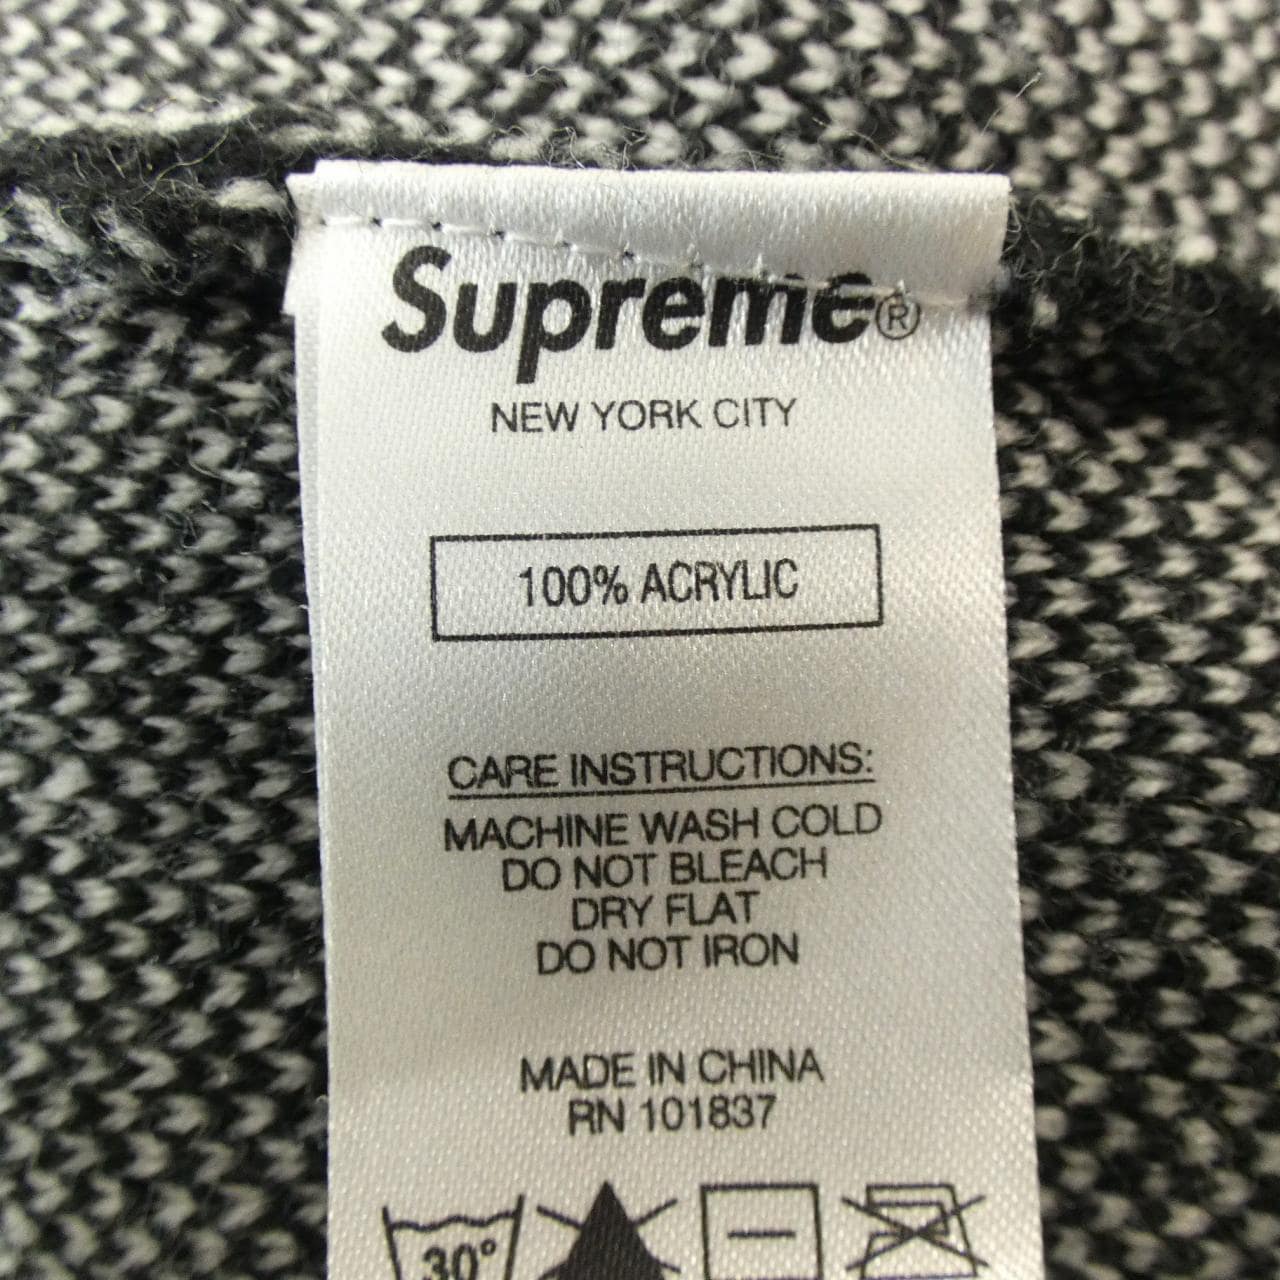 Supreme®
NEW YORK CITY
100% ACRYLIC
CARE INSTRUCTIONS:
MACHINE WASH COLD
DO NOT BLEACH
DRY FLAT
DO NOT IRON
MADE IN CHINA
RN 101837
30°